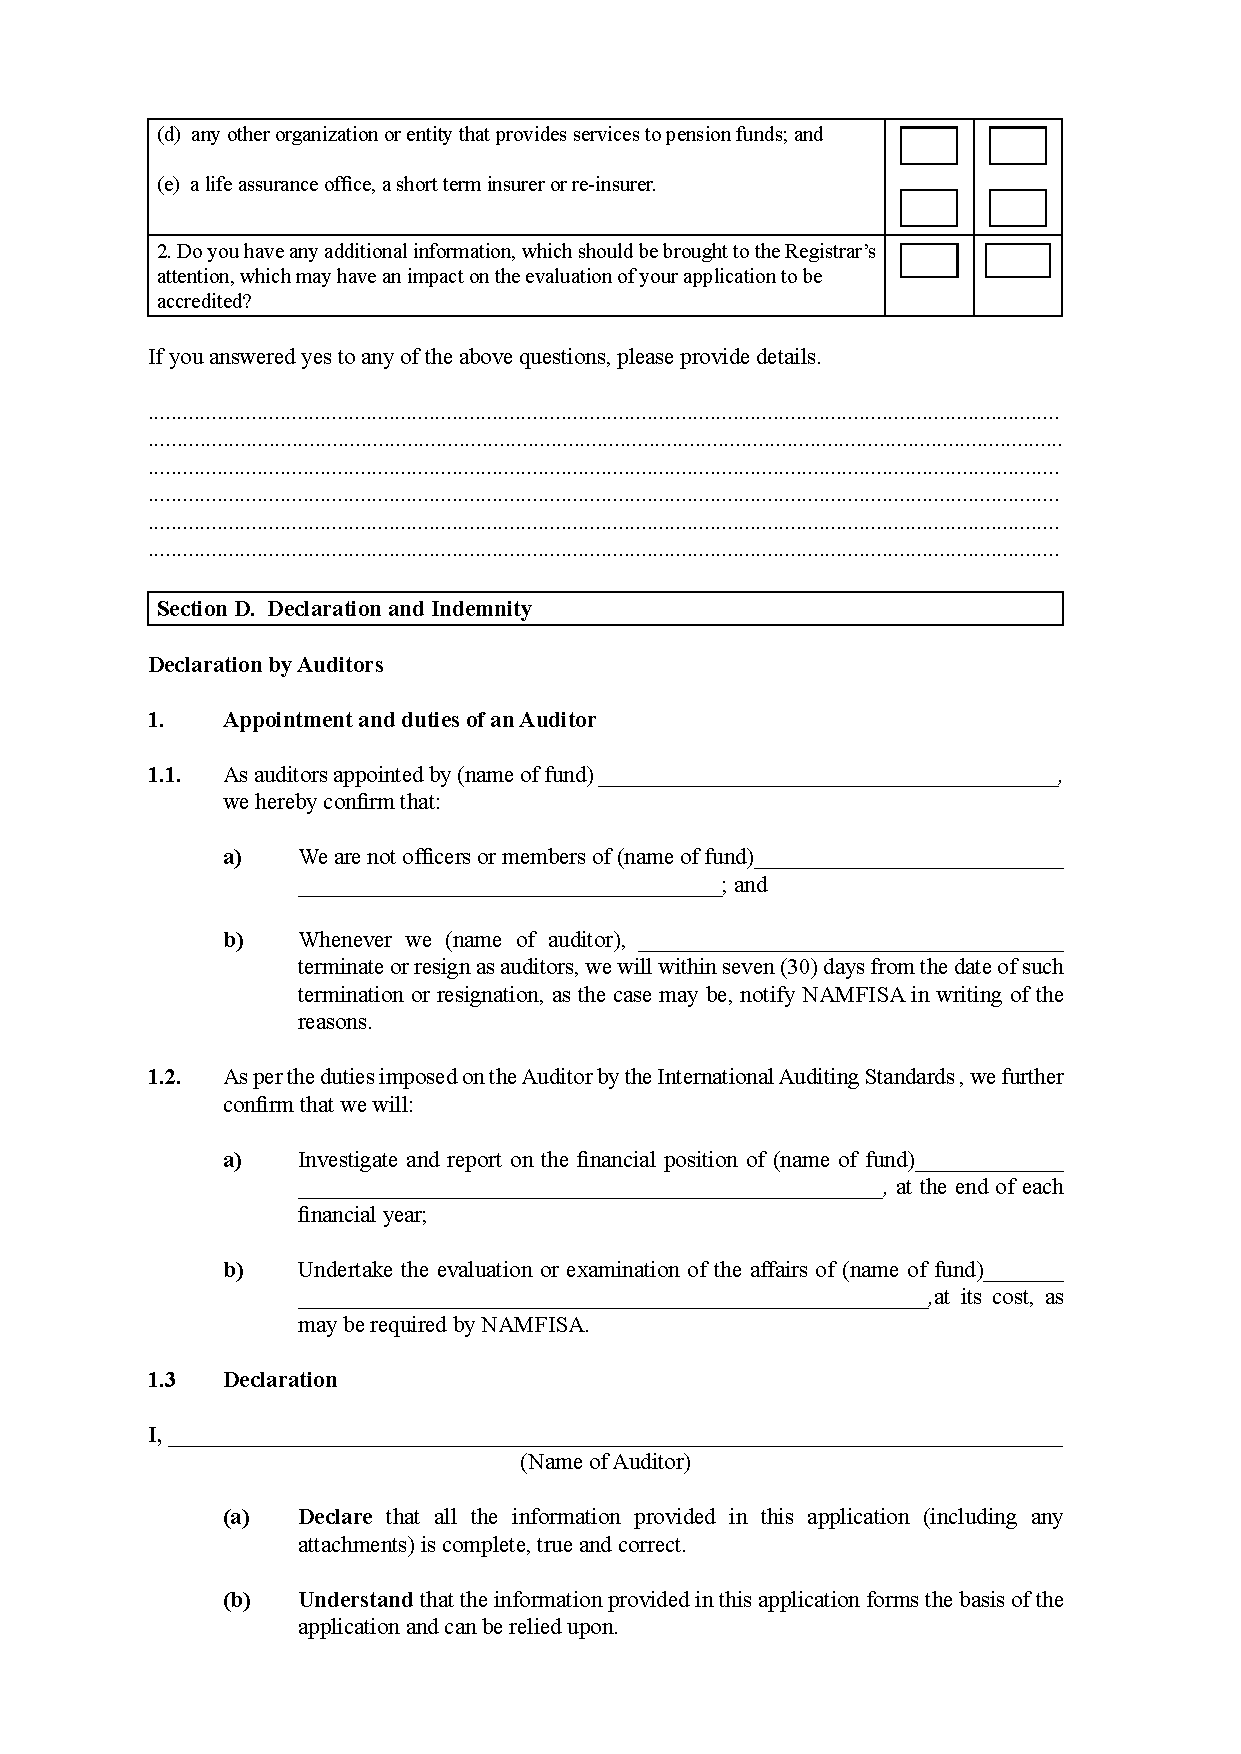 (d) any other organization or entity that provides services to pension funds; and
(e) a life assurance office, a short term insurer or re-insurer.
2. Do you have any additional information, which should be brought to the Registrar’s
attention, which may have an impact on the evaluation of your application to be
accredited?
If you answered yes to any of the above questions, please provide details.
Section D. Declaration and Indemnity
Declaration by Auditors
1. Appointment and duties of an Auditor
1.1. As auditors appointed by (name of fund) ________________________________________,
we hereby confirm that:
a) We are not officers or members of (name of fund)___________________________
_____________________________________; and
b) Whenever we (name of auditor), _____________________________________
terminate or resign as auditors, we will within seven (30) days from the date of such
termination or resignation, as the case may be, notify NAMFISA in writing of the
reasons.
1.2. As per the duties imposed on the Auditor by the International Auditing Standards , we further
confirm that we will:
a) Investigate and report on the financial position of (name of fund)_____________
___________________________________________________, at the end of each
financial year;
b) Undertake the evaluation or examination of the affairs of (name of fund)_______
_______________________________________________________,at its cost, as
may be required by NAMFISA.
1.3 Declaration
I, ______________________________________________________________________________
(Name of Auditor)
(a) Declare that all the information provided in this application (including any
attachments) is complete, true and correct.
(b) Understand that the information provided in this application forms the basis of the
application and can be relied upon.